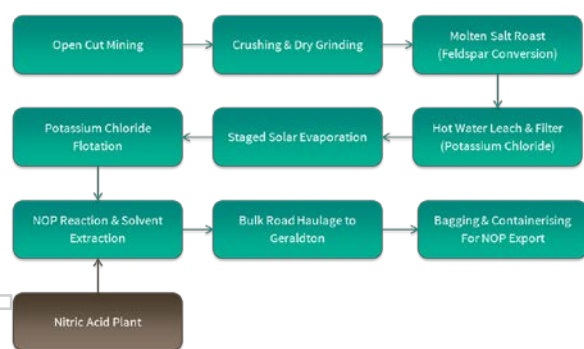 Open Cut Mining
Crushing & Dry Grinding
Molten Salt Roast
(Feldspar Conversion)
Potassium Chloride
Flotation
Staged Solar Evaporation
Hot Water Leach & Filter
(Potassium Chloride)
NOP Reaction & Solvent
Extraction
Bulk Road Haulage to
Geraldton
Bagging & Containerising
For NOP Export
Nitric Acid Plant